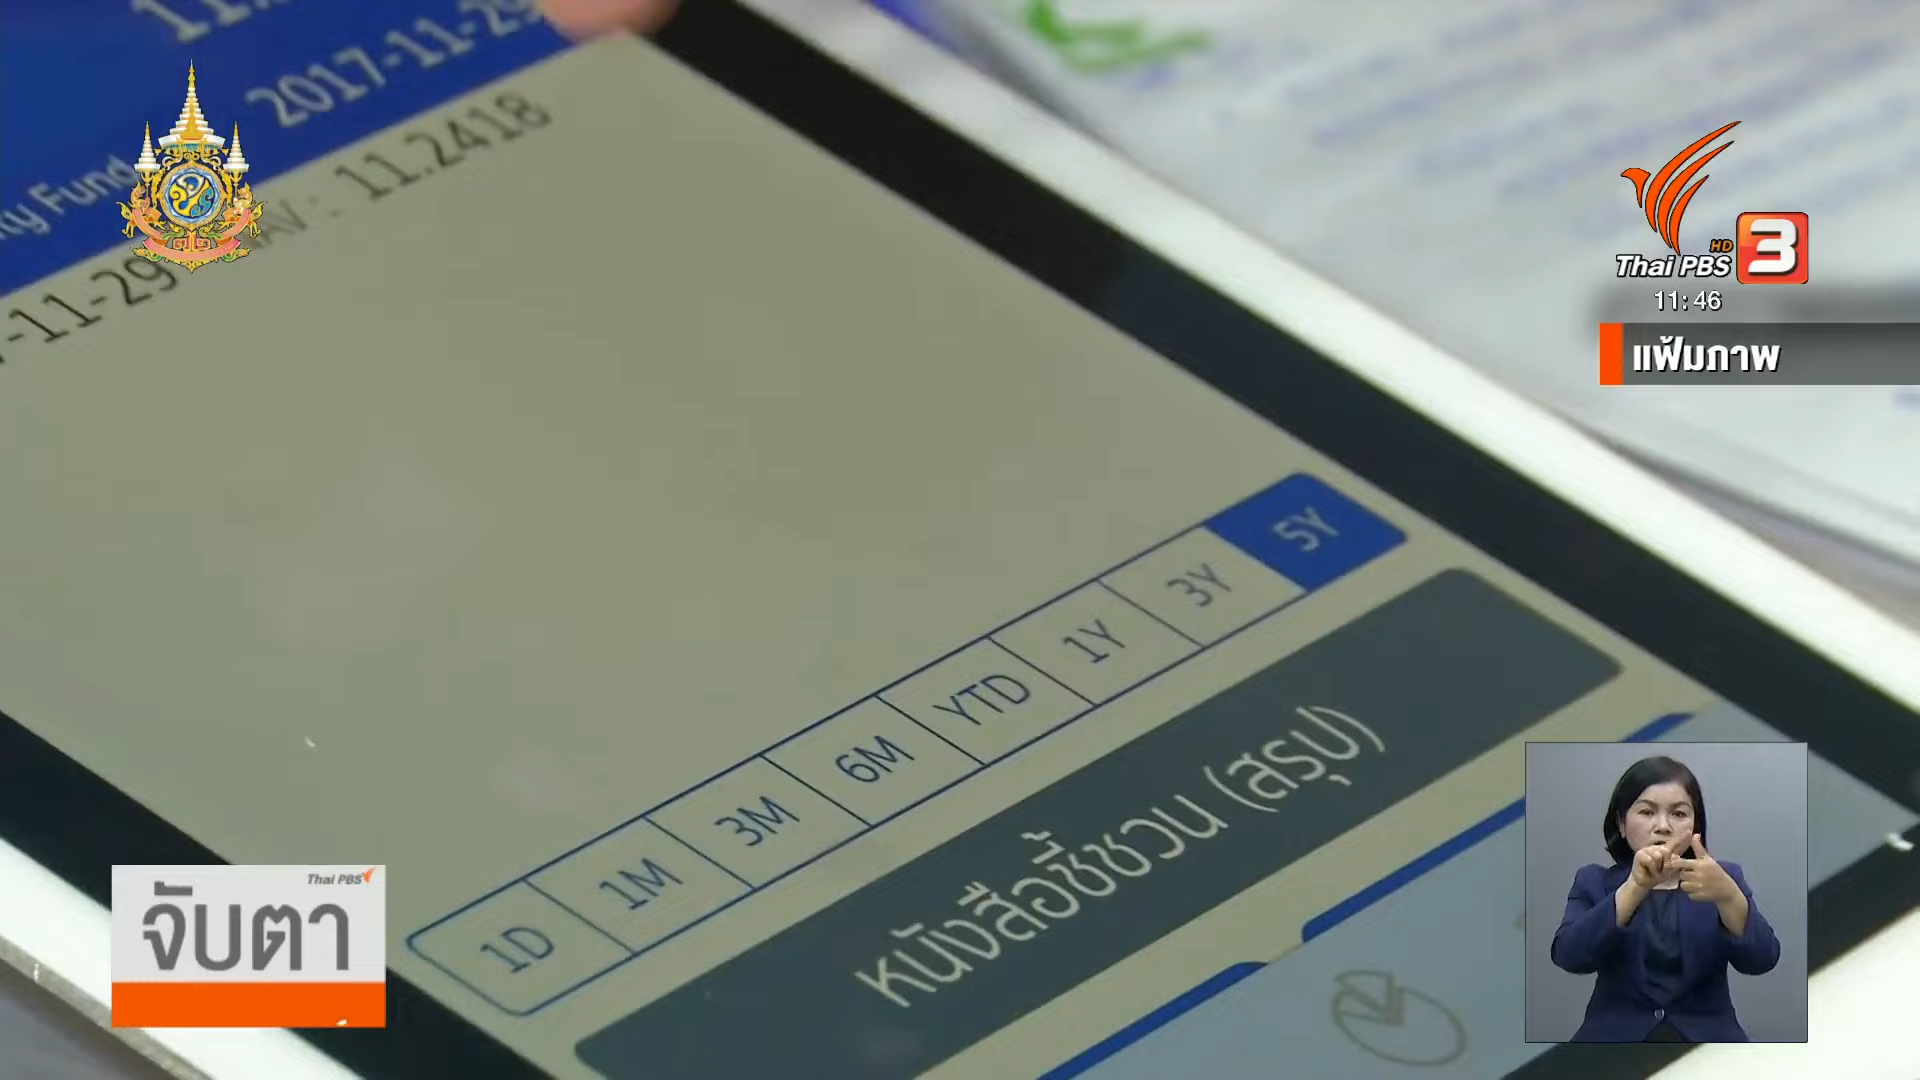 2017-11-29
ty Fund
-11-29
AV : 11.2418
Thai PBS HD 3
11:46
แฟ้มภาพ
1D 1M 3M 6M YTD 1Y 3Y 5Y
หนังสือชี้ชวน (สรุป)
Thai PBS
จับตา